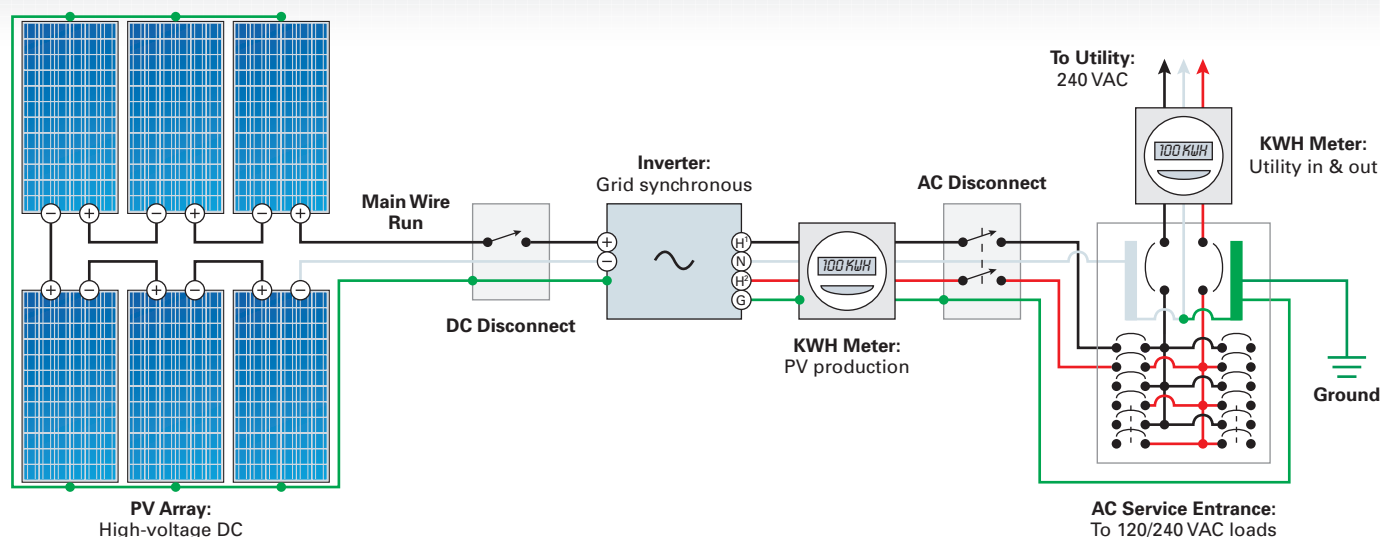 To Utility:
240 VAC
100 KWH
KWH Meter:
Utility in & out
Inverter:
Grid synchronous
AC Disconnect
Main Wire
Run
− + − + − +
+ − + − + −
+
−
H¹
N
H²
G
100 KWH
DC Disconnect
KWH Meter:
PV production
Ground
PV Array:
High-voltage DC
AC Service Entrance:
To 120/240 VAC loads